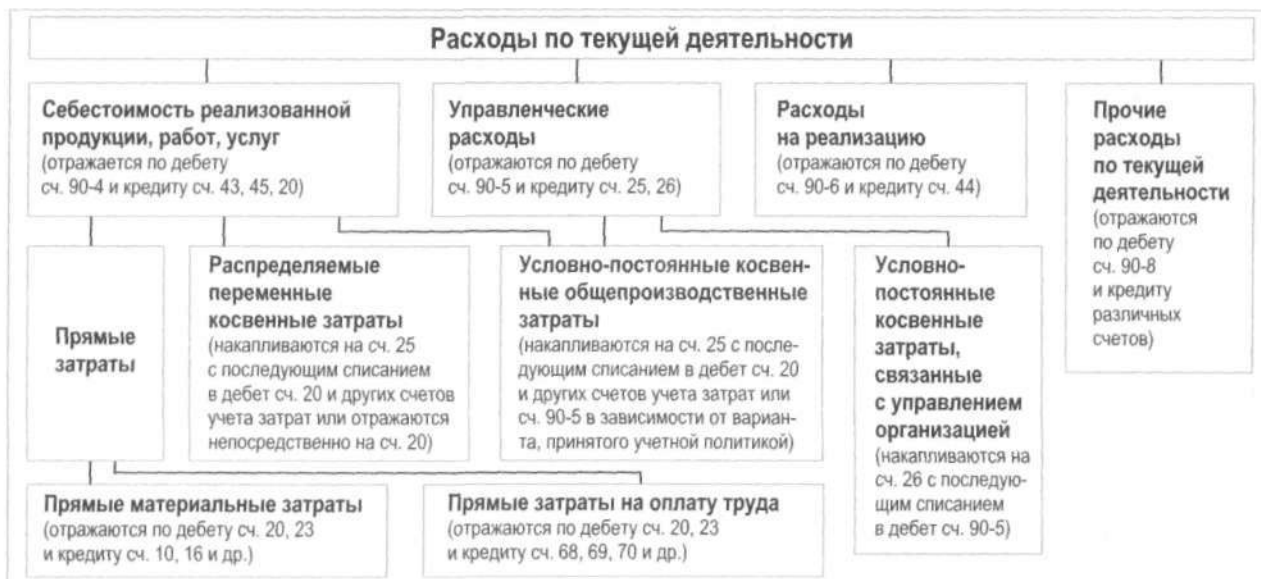 Расходы по текущей деятельности
Себестоимость реализованной
продукции, работ, услуг
(отражается по дебету
сч. 90-4 и кредиту сч. 43, 45, 20)
Управленческие
расходы
(отражаются по дебету
сч. 90-5 и кредиту сч. 25, 26)
Расходы
на реализацию
(отражаются по дебету
сч. 90-6 и кредиту сч. 44)
Прочие
расходы
по текущей
деятельности
(отражаются
по дебету
сч. 90-8
и кредиту
различных
счетов)
Прямые
затраты
Распределяемые
переменные
косвенные затраты
(накапливаются на сч. 25
с последующим списанием
в дебет сч. 20 и других счетов
учета затрат или отражаются
непосредственно на сч. 20)
Условно-постоянные косвен-
ные общепроизводственные
затраты
(накапливаются на сч. 25 с после-
дующим списанием в дебет сч. 20
и других счетов учета затрат или
сч. 90-5 в зависимости от вариан-
та, принятого учетной политикой)
Условно-
постоянные
косвенные
затраты,
связанные
с управлением
организацией
(накапливаются на
сч. 26 с последую-
щим списанием
в дебет сч. 90-5)
Прямые материальные затраты
(отражаются по дебету сч. 20, 23
и кредиту сч. 10, 16 и др.)
Прямые затраты на оплату труда
(отражаются по дебету сч. 20, 23
и кредиту сч. 68, 69, 70 и др.)